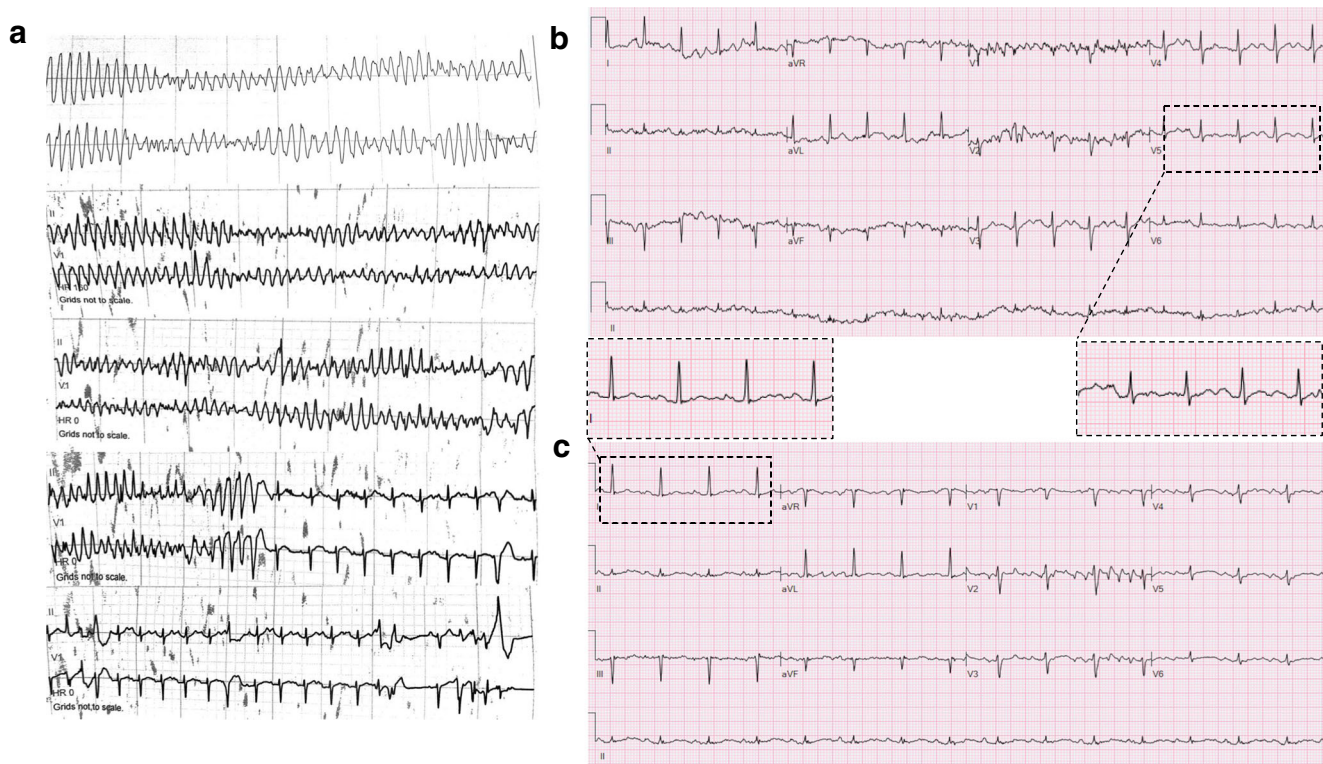 a
II
V1
HR 150
Grids not to scale.
II
V1
HR 0
Grids not to scale.
II
V1
HR 0
Grids not to scale.
II
V1
HR 0
Grids not to scale.
b
I
aVR
V1
V4
II
aVL
V2
V5
III
aVF
V3
V6
II
I
c
aVR
V1
V4
II
aVL
V2
V5
III
aVF
V3
V6
II